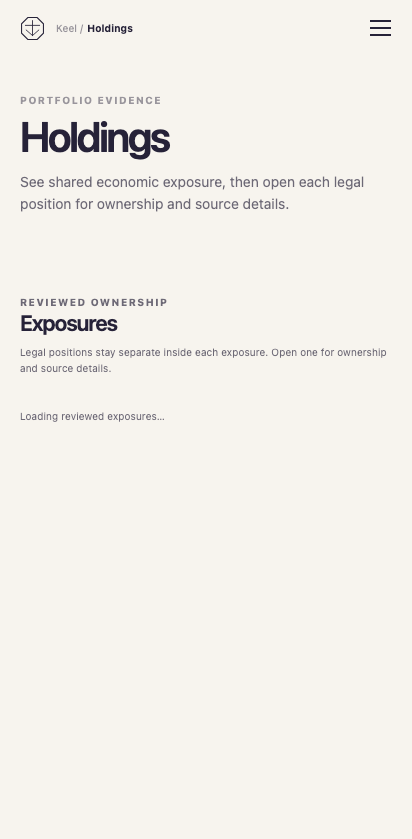 Keel / Holdings
PORTFOLIO EVIDENCE
Holdings
See shared economic exposure, then open each legal
position for ownership and source details.
REVIEWED OWNERSHIP
Exposures
Legal positions stay separate inside each exposure. Open one for ownership
and source details.
Loading reviewed exposures...